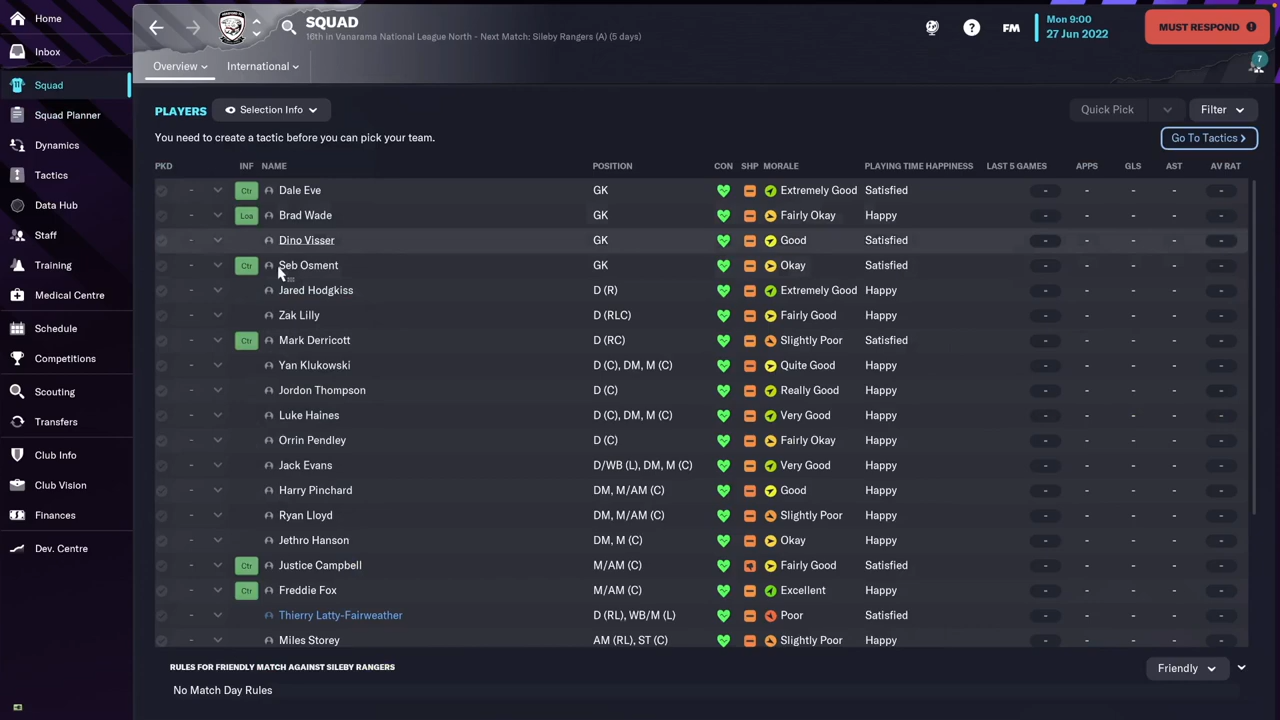 Home
SQUAD
16th in Vanarama National League North - Next Match: Sileby Rangers (A) (5 days)
FM
Mon 9:00
27 Jun 2022
MUST RESPOND
Inbox
Squad
Squad Planner
Dynamics
Tactics
Data Hub
Staff
Training
Medical Centre
Schedule
Competitions
Scouting
Transfers
Club Info
Club Vision
Finances
Dev. Centre
Overview
International
7
PLAYERS
Selection Info
Quick Pick
Filter
You need to create a tactic before you can pick your team.
Go To Tactics
PKD INF NAME POSITION CON SHP MORALE PLAYING TIME HAPPINESS LAST 5 GAMES APPS GLS AST AV RAT
- Ctr Dale Eve GK Extremely Good Satisfied - - - - -
- Loa Brad Wade GK Fairly Okay Happy - - - - -
- Dino Visser GK Good Satisfied - - - - -
- Ctr Seb Osment GK Okay Satisfied - - - - -
- Jared Hodgkiss D (R) Extremely Good Happy - - - - -
- Zak Lilly D (RLC) Fairly Good Happy - - - - -
- Ctr Mark Derricott D (RC) Slightly Poor Satisfied - - - - -
- Yan Klukowski D (C), DM, M (C) Quite Good Happy - - - - -
- Jordon Thompson D (C) Really Good Happy - - - - -
- Luke Haines D (C), DM, M (C) Very Good Happy - - - - -
- Orrin Pendley D (C) Fairly Okay Happy - - - - -
- Jack Evans D/WB (L), DM, M (C) Very Good Happy - - - - -
- Harry Pinchard DM, M/AM (C) Good Happy - - - - -
- Ryan Lloyd DM, M/AM (C) Slightly Poor Happy - - - - -
- Jethro Hanson DM, M (C) Okay Happy - - - - -
- Ctr Justice Campbell M/AM (C) Fairly Good Satisfied - - - - -
- Ctr Freddie Fox M/AM (C) Excellent Happy - - - - -
- Thierry Latty-Fairweather D (RL), WB/M (L) Poor Satisfied - - - - -
- Miles Storey AM (RL), ST (C) Slightly Poor Happy - - - - -
RULES FOR FRIENDLY MATCH AGAINST SILEBY RANGERS
Friendly
No Match Day Rules